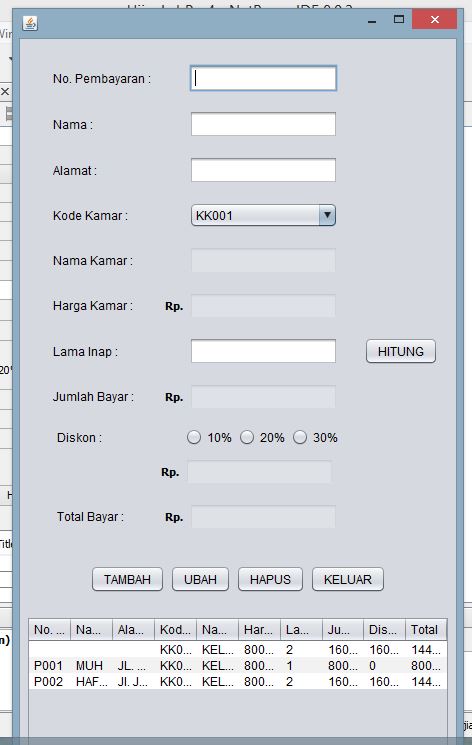 No. Pembayaran :
Nama :
Alamat :
Kode Kamar : KK001
Nama Kamar :
Harga Kamar : Rp.
Lama Inap : HITUNG
Jumlah Bayar : Rp.
Diskon : 10% 20% 30%
Rp.
Total Bayar : Rp.
TAMBAH UBAH HAPUS KELUAR
No. ... Na... Ala... Kod... Na... Har... La... Ju... Dis... Total
KK0... KEL... 800... 2 160... 160... 144...
P001 MUH JL. ... KK0... KEL... 800... 1 800... 0 800...
P002 HAF... Jl. J... KK0... KEL... 800... 2 160... 160... 144...